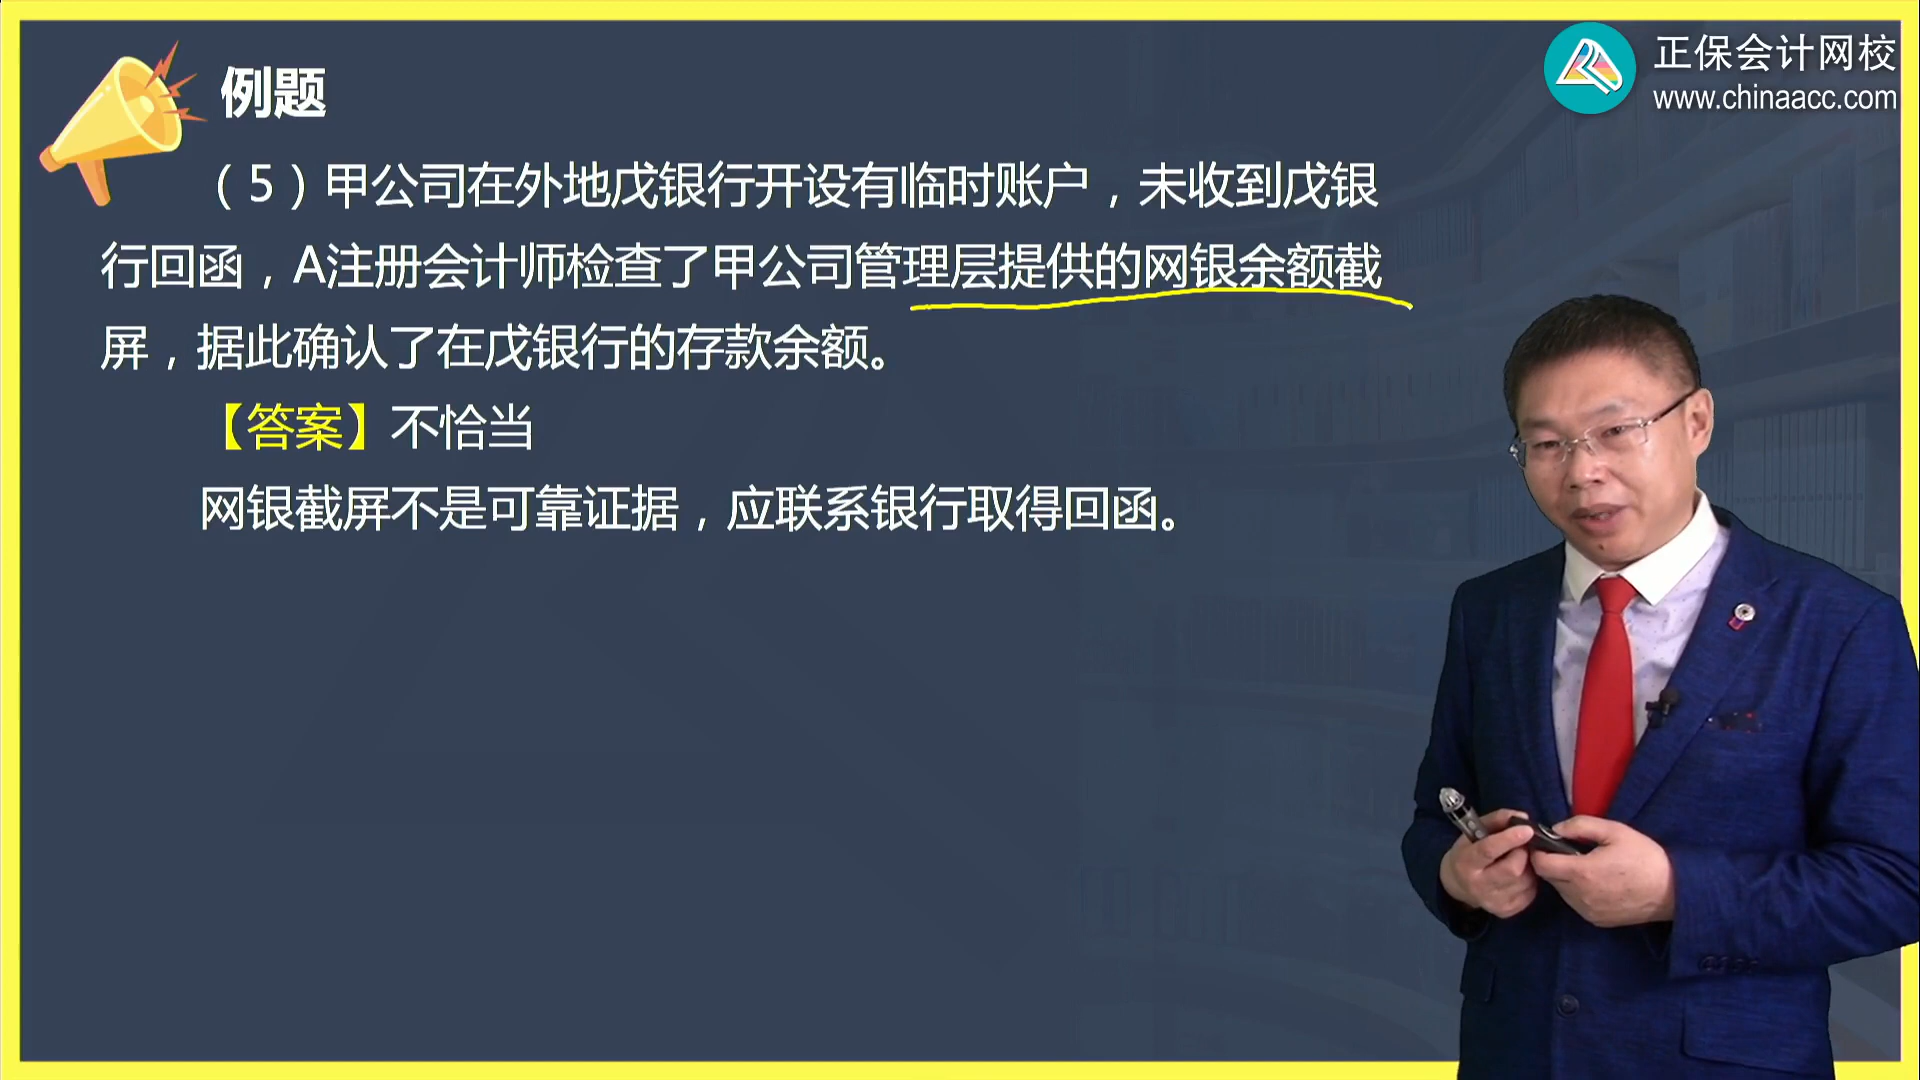 正保会计网校
www.chinaacc.com
例题
（5）甲公司在外地戊银行开设有临时账户，未收到戊银
行回函，A注册会计师检查了甲公司管理层提供的网银余额截
屏，据此确认了在戊银行的存款余额。
【答案】不恰当
网银截屏不是可靠证据，应联系银行取得回函。